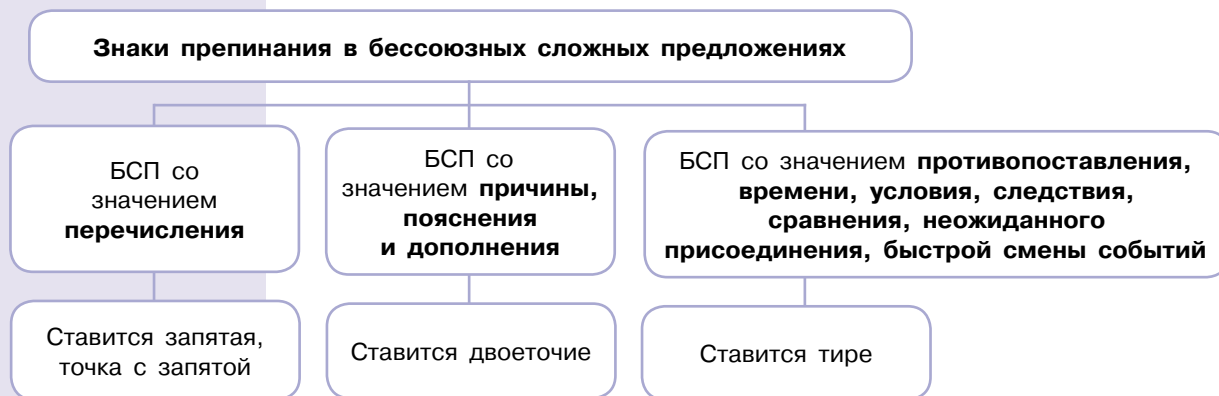 Знаки препинания в бессоюзных сложных предложениях
БСП со
значением
перечисления
БСП со
значением причины,
пояснения
и дополнения
БСП со значением противопоставления,
времени, условия, следствия,
сравнения, неожиданного
присоединения, быстрой смены событий
Ставится запятая,
точка с запятой
Ставится двоеточие
Ставится тире